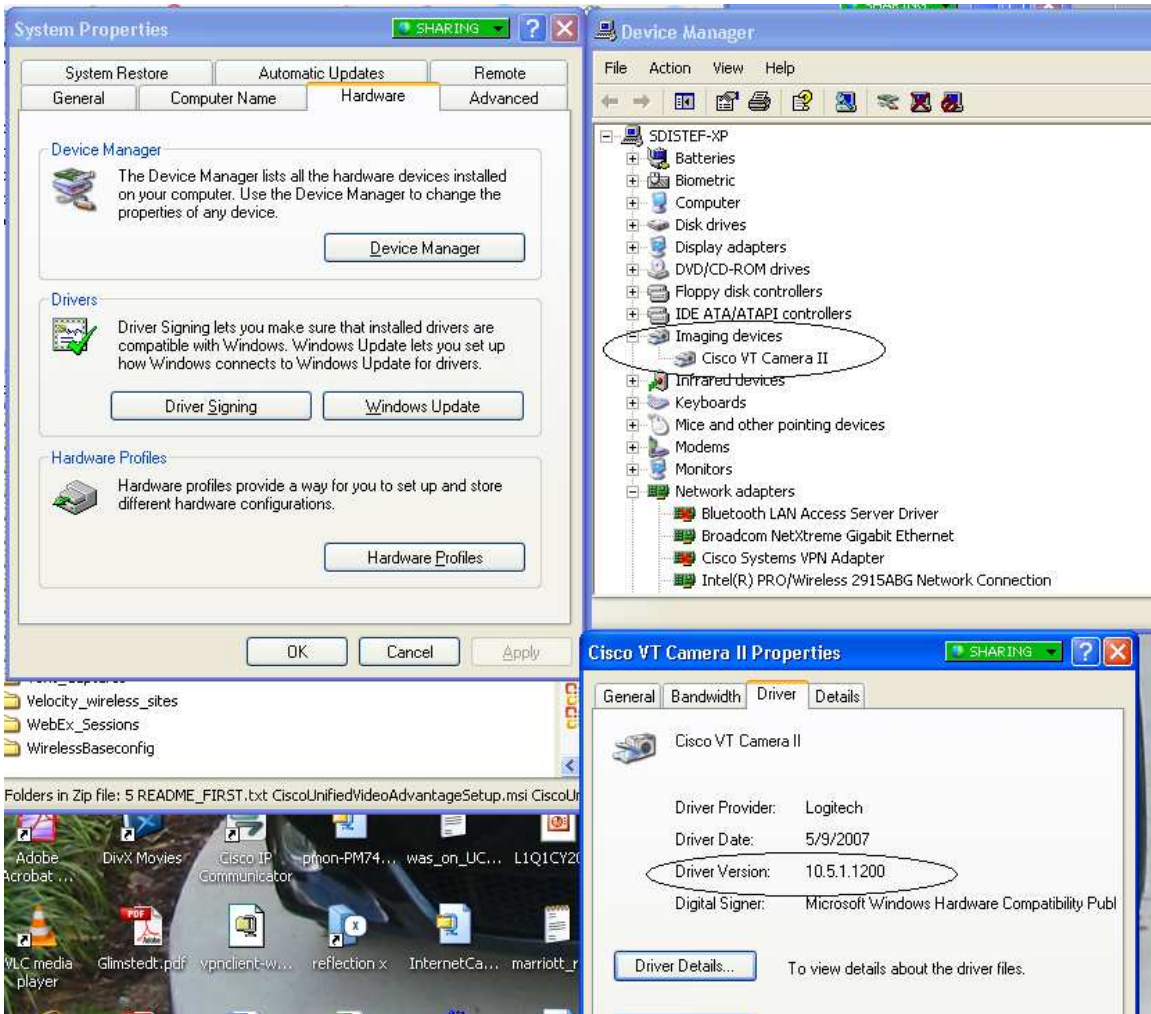 System Properties
SHARING
System Restore
Automatic Updates
Remote
General
Computer Name
Hardware
Advanced
Device Manager
The Device Manager lists all the hardware devices installed
on your computer. Use the Device Manager to change the
properties of any device.
Device Manager
Drivers
Driver Signing lets you make sure that installed drivers are
compatible with Windows. Windows Update lets you set up
how Windows connects to Windows Update for drivers.
Driver Signing
Windows Update
Hardware Profiles
Hardware profiles provide a way for you to set up and store
different hardware configurations.
Hardware Profiles
OK
Cancel
Apply
Device Manager
File Action View Help
SDISTEF-XP
Batteries
Biometric
Computer
Disk drives
Display adapters
DVD/CD-ROM drives
Floppy disk controllers
IDE ATA/ATAPI controllers
Imaging devices
Cisco VT Camera II
Infrared devices
Keyboards
Mice and other pointing devices
Modems
Monitors
Network adapters
Bluetooth LAN Access Server Driver
Broadcom NetXtreme Gigabit Ethernet
Cisco Systems VPN Adapter
Intel(R) PRO/Wireless 2915ABG Network Connection
Velocity_wireless_sites
WebEx_Sessions
WirelessBaseconfig
Folders in Zip file: 5 README_FIRST.txt CiscoUnifiedVideoAdvantageSetup.msi
Adobe Acrobat ...
DivX Movies
Cisco IP Communicator
pmon-PM74...
was_on_UC...
L1Q1CY20
VLC media player
Glimstedt.pdf
vpnclient-w...
reflection x
InternetCa...
marriott_r
Cisco VT Camera II Properties
SHARING
General
Bandwidth
Driver
Details
Cisco VT Camera II
Driver Provider: Logitech
Driver Date: 5/9/2007
Driver Version: 10.5.1.1200
Digital Signer: Microsoft Windows Hardware Compatibility Publ
Driver Details...
To view details about the driver files.